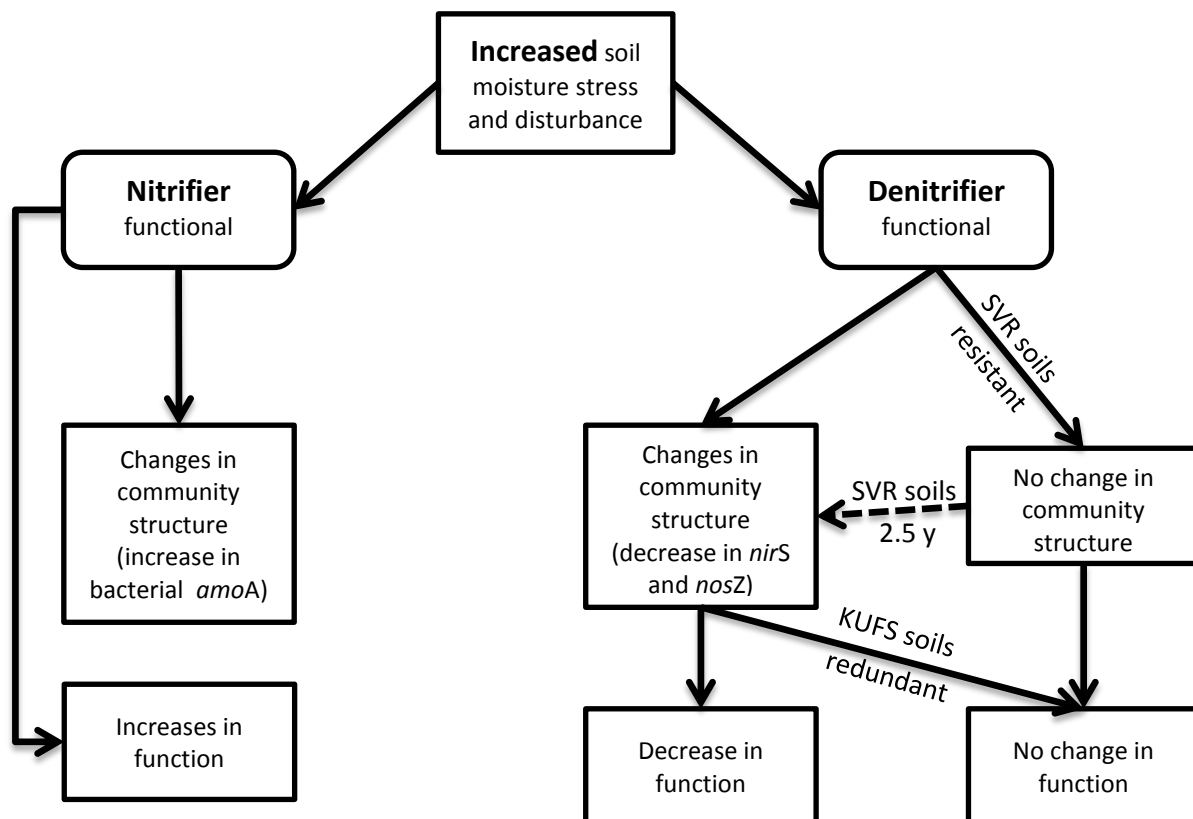 Increased soil
moisture stress
and disturbance
Nitrifier
functional
Denitrifier
functional
SVR soils
resistant
Changes in
community
structure
(increase in
bacterial amoA)
Changes in
community
structure
(decrease in nirS
and nosZ)
SVR soils
2.5 y
No change in
community
structure
KUFS soils
redundant
Increases in
function
Decrease in
function
No change in
function